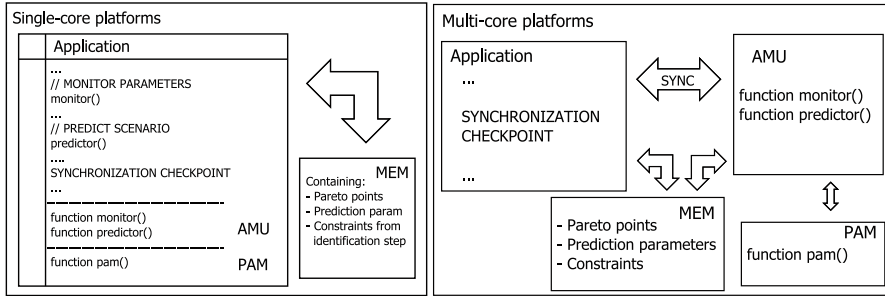 Single-core platforms
Application
...
// MONITOR PARAMETERS
monitor()
...
// PREDICT SCENARIO
predictor()
....
SYNCHRONIZATION CHECKPOINT
...
function monitor()
function predictor()
AMU
function pam()
PAM
MEM
Containing:
- Pareto points
- Prediction param
- Constraints from
identification step
Multi-core platforms
Application
...
SYNCHRONIZATION
CHECKPOINT
...
SYNC
AMU
function monitor()
function predictor()
MEM
- Pareto points
- Prediction parameters
- Constraints
PAM
function pam()